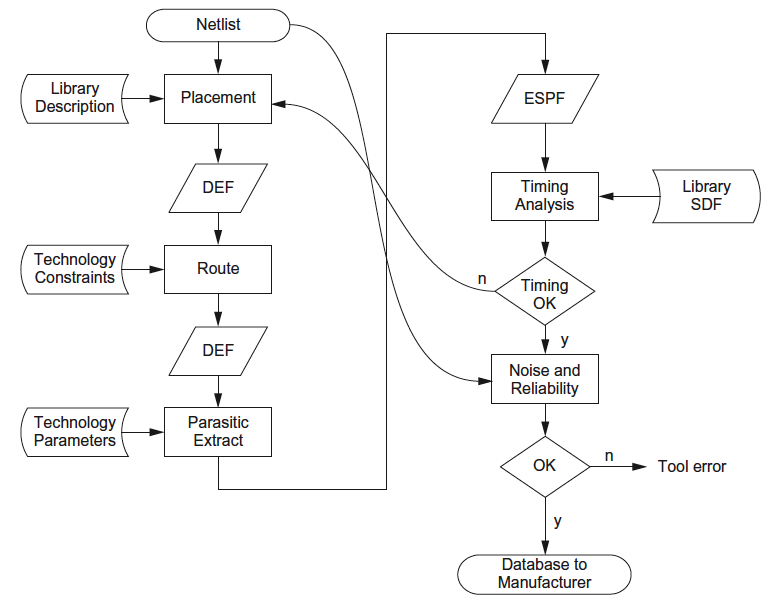 Netlist
Library
Description
Placement
DEF
Technology
Constraints
Route
DEF
Technology
Parameters
Parasitic
Extract
ESPF
Timing
Analysis
Library
SDF
n
Timing
OK
y
Noise and
Reliability
OK
n
Tool error
y
Database to
Manufacturer